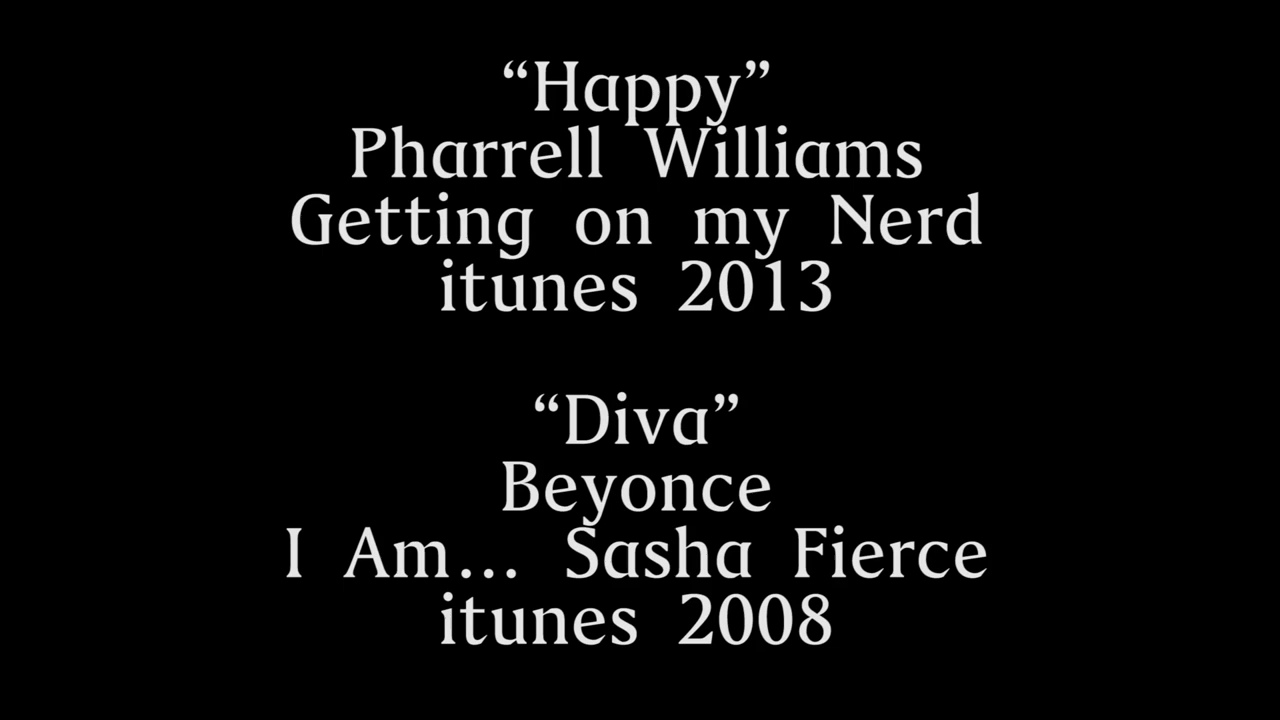 “Happy”
Pharrell Williams
Getting on my Nerd
itunes 2013
“Diva”
Beyonce
I Am... Sasha Fierce
itunes 2008